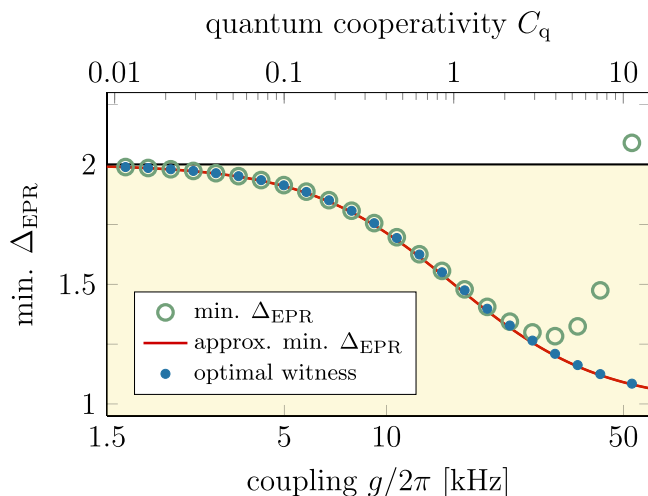 quantum cooperativity C_q
0.01 0.1 1 10
min. Δ_EPR
2
1.5
1
min. Δ_EPR
approx. min. Δ_EPR
optimal witness
1.5 5 10 50
coupling g/2π [kHz]